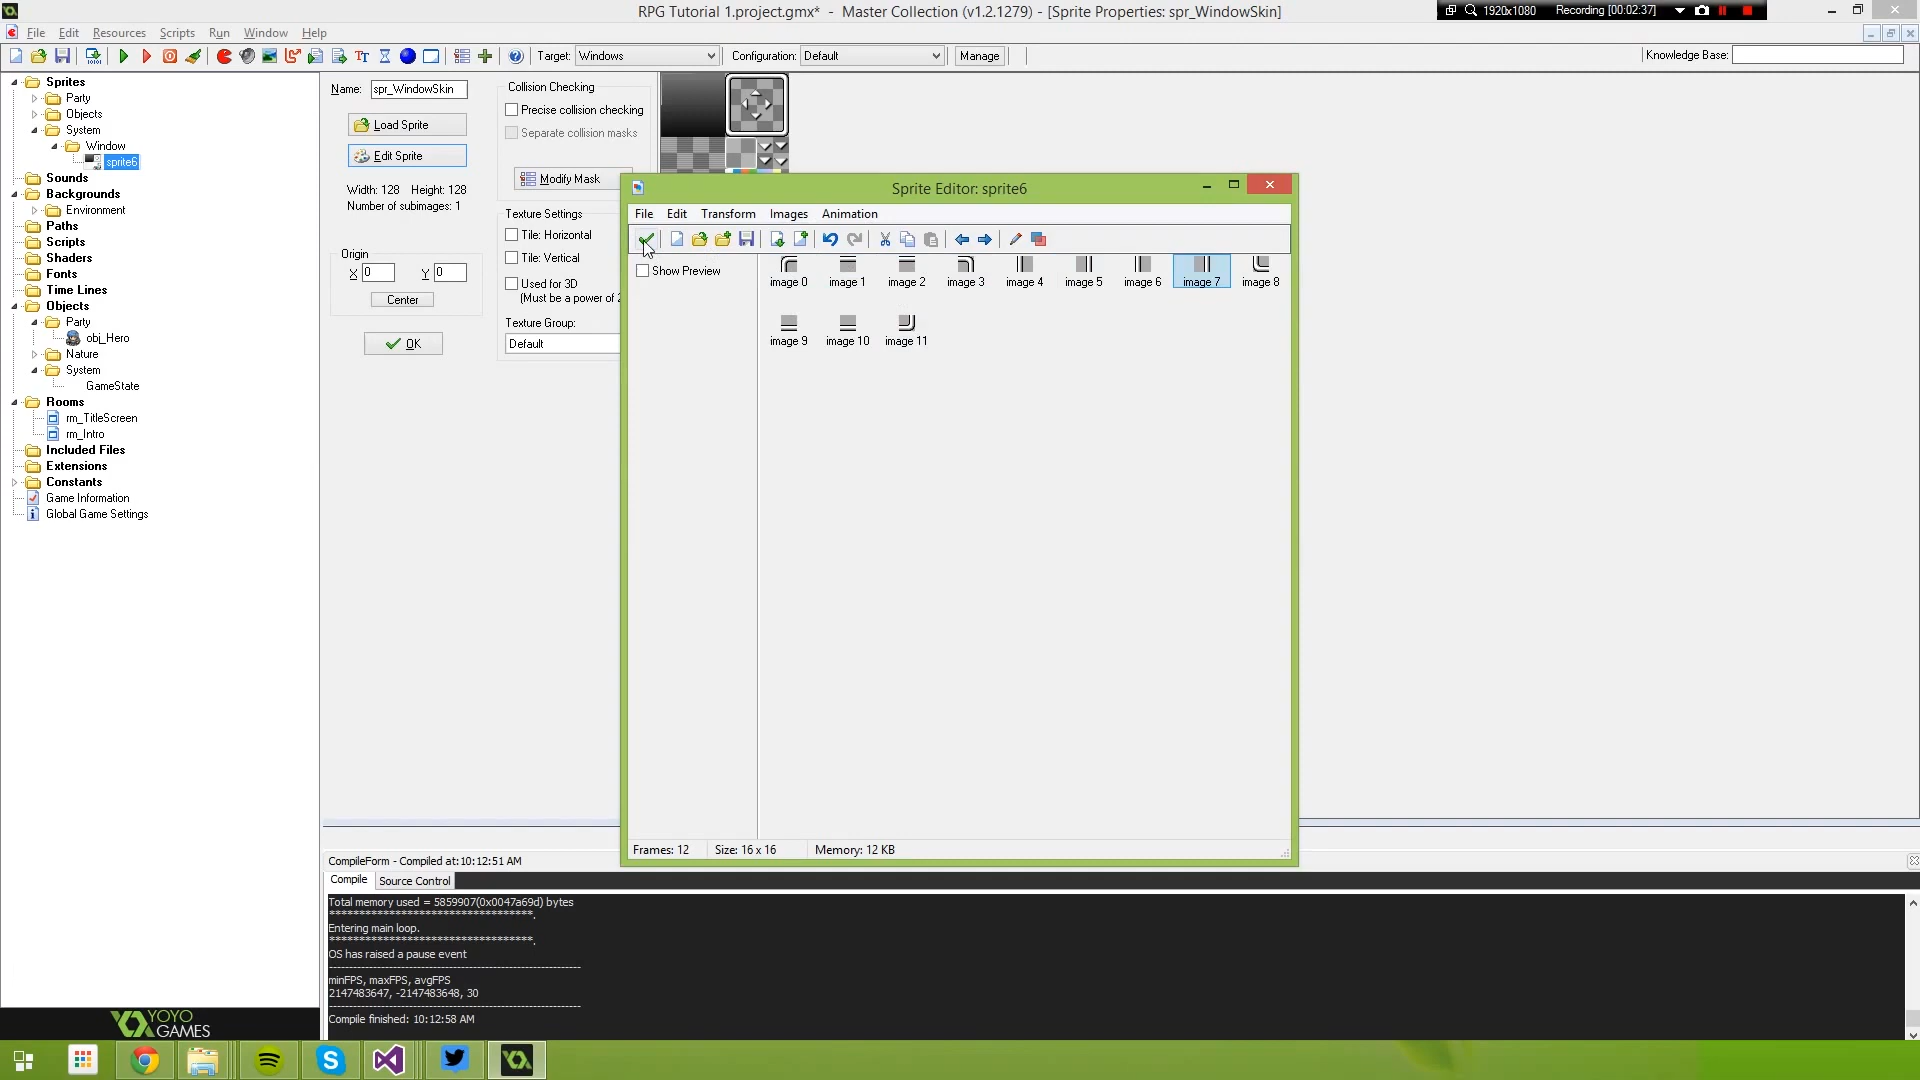 RPG Tutorial 1.project.gmx* - Master Collection (v1.2.1279) - [Sprite Properties: spr_WindowSkin]
1920x1080
Recording [00:02:37]
File Edit Resources Scripts Run Window Help
Target: Windows
Configuration: Default
Manage
Knowledge Base:
Sprites
Party
Objects
System
Window
sprite6
Sounds
Backgrounds
Environment
Paths
Scripts
Shaders
Fonts
Time Lines
Objects
Party
obj_Hero
Nature
System
GameState
Rooms
rm_TitleScreen
rm_Intro
Included Files
Extensions
Constants
Game Information
Global Game Settings
YOYO
GAMES
Name: spr_WindowSkin
Load Sprite
Edit Sprite
Width: 128 Height: 128
Number of subimages: 1
Origin
X 0 Y 0
Center
OK
Collision Checking
Precise collision checking
Separate collision masks
Modify Mask
Texture Settings
Tile: Horizontal
Tile: Vertical
Used for 3D
(Must be a power of 2
Texture Group:
Default
Sprite Editor: sprite6
File Edit Transform Images Animation
Show Preview
image 0 image 1 image 2 image 3 image 4 image 5 image 6 image 7 image 8
image 9 image 10 image 11
Frames: 12 Size: 16 x 16 Memory: 12 KB
CompileForm - Compiled at: 10:12:51 AM
Compile Source Control
Total memory used = 5859907(0x0047a69d) bytes
**********************************.
Entering main loop.
**********************************.
OS has raised a pause event
------------------------------------------------------------
minFPS, maxFPS, avgFPS
2147483647, -2147483648, 30
------------------------------------------------------------
Compile finished: 10:12:58 AM